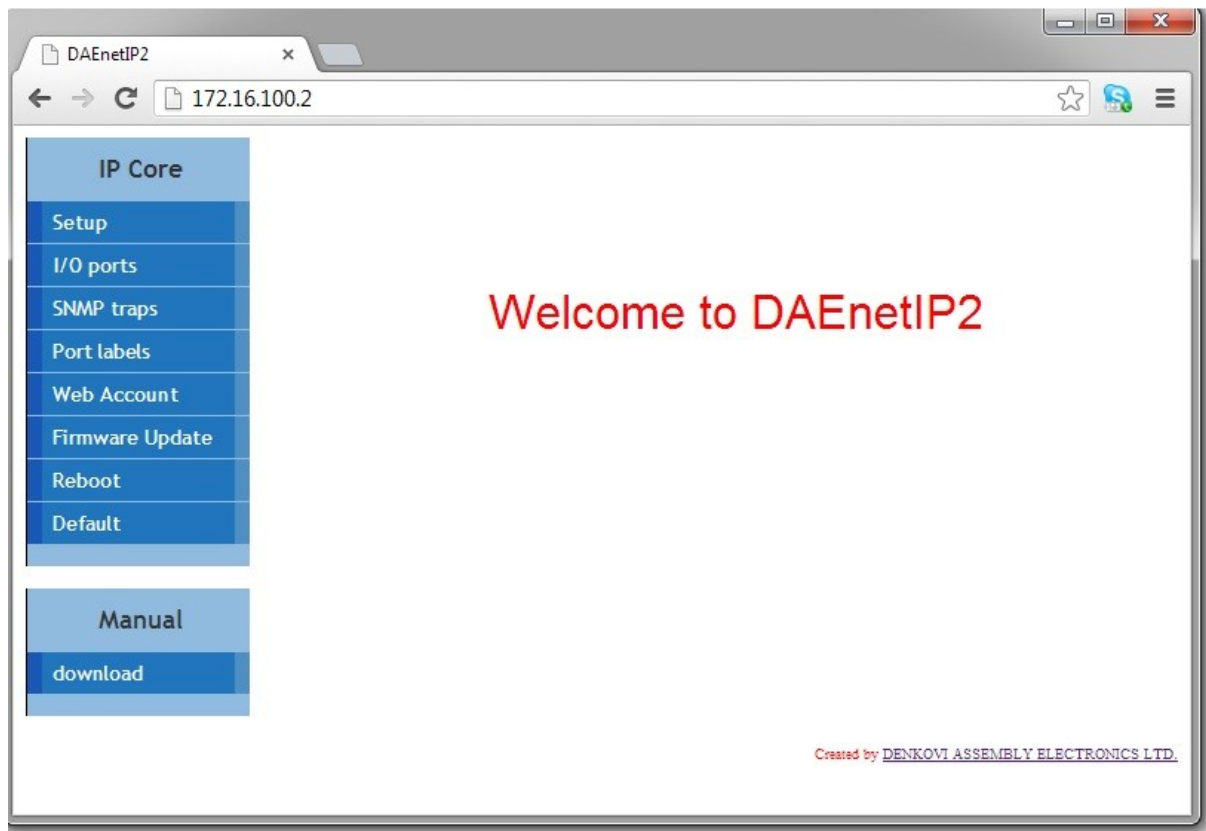 DAEnetIP2
172.16.100.2
IP Core
Setup
I/O ports
SNMP traps
Port labels
Web Account
Firmware Update
Reboot
Default
Manual
download
Welcome to DAEnetIP2
Created by DENKOVI ASSEMBLY ELECTRONICS LTD.